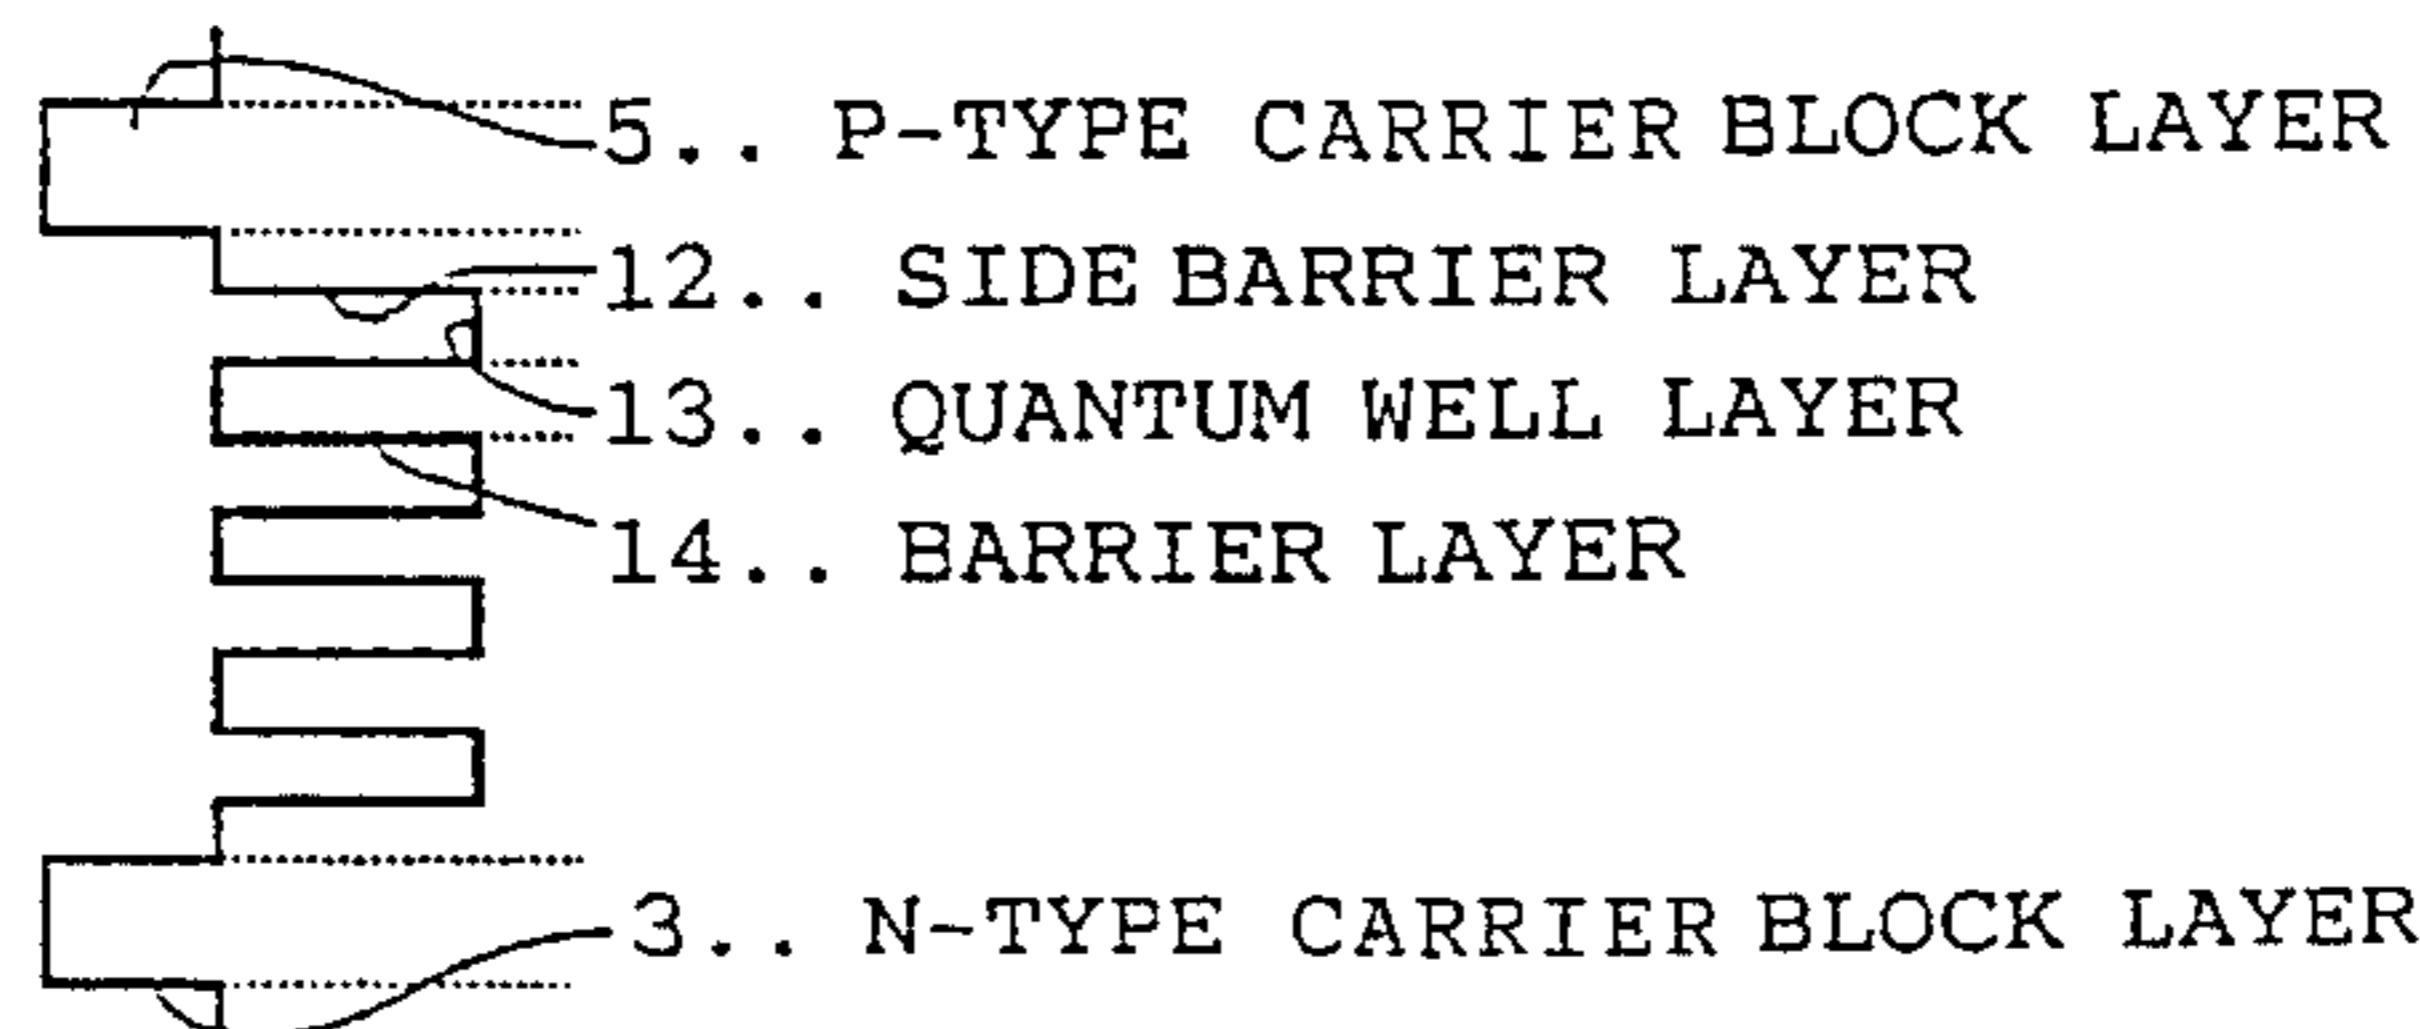 5.. P-TYPE CARRIER BLOCK LAYER
12.. SIDE BARRIER LAYER
13.. QUANTUM WELL LAYER
14.. BARRIER LAYER
3.. N-TYPE CARRIER BLOCK LAYER